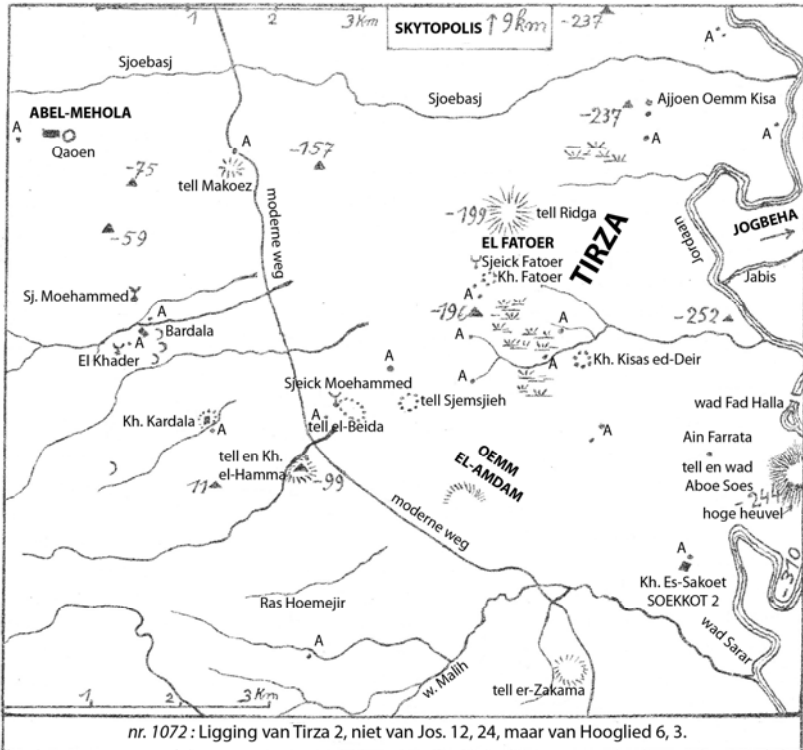 1 2 3 Km
SKYTOPOLIS ↑ 9km
-237
A
Sjoebasj
Sjoebasj
Ajjoen Oemm Kisa
-237
ABEL-MEHOLA
A
Qaoen
A
A
A
-157
-75
tell Makoez
-199
tell Ridga
TIRZA
JOGBEHA
-59
moderne weg
EL FATOER
Sjeick Fatoer
Kh. Fatoer
Jordaan
Jabis
Sj. Moehammed
A
-196
-252
A
Bardala
A
A
A
El Khader
A
A
Kh. Kisas ed-Deir
Sjeick Moehammed
A
tell Sjemsjieh
wad Fad Halla
Kh. Kardala
A
A
tell el-Beida
A
Ain Farrata
tell en Kh.
el-Hamma
-99
11
OEMM
EL-AMDAM
tell en wad
Aboe Soes
-244
hoge heuvel
moderne weg
A
-310
Kh. Es-Sakoet
SOEKKOT 2
Ras Hoemejir
A
wad Sarar
w. Malih
tell er-Zakama
1 2 3 Km
nr. 1072 : Ligging van Tirza 2, niet van Jos. 12, 24, maar van Hooglied 6, 3.